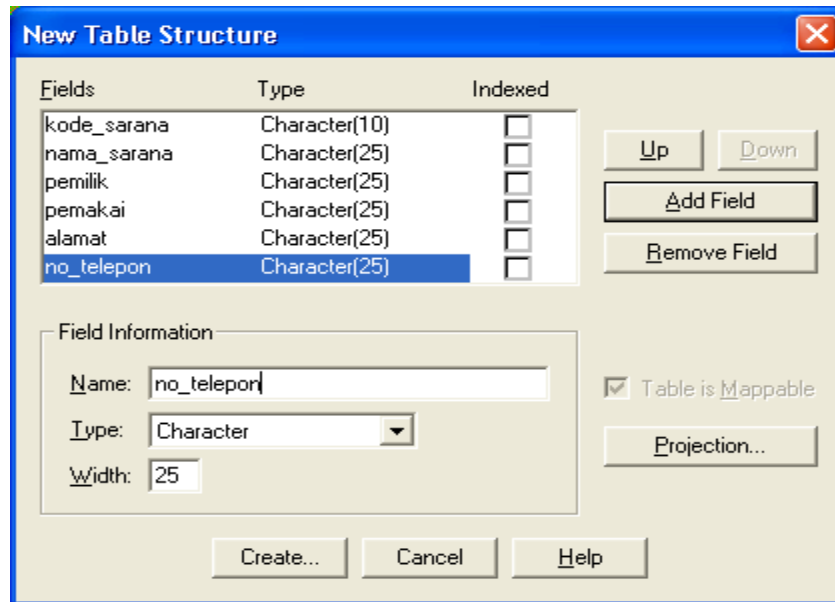 New Table Structure
Fields Type Indexed
kode_sarana Character(10)
nama_sarana Character(25)
pemilik Character(25)
pemakai Character(25)
alamat Character(25)
no_telepon Character(25)
Up Down
Add Field
Remove Field
Field Information
Name: no_telepon
Type: Character
Width: 25
Table is Mappable
Projection...
Create... Cancel Help